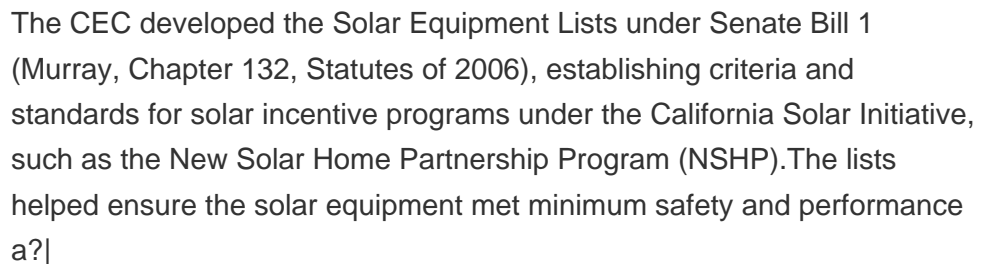 The CEC developed the Solar Equipment Lists under Senate Bill 1
(Murray, Chapter 132, Statutes of 2006), establishing criteria and
standards for solar incentive programs under the California Solar Initiative,
such as the New Solar Home Partnership Program (NSHP).The lists
helped ensure the solar equipment met minimum safety and performance
a?|